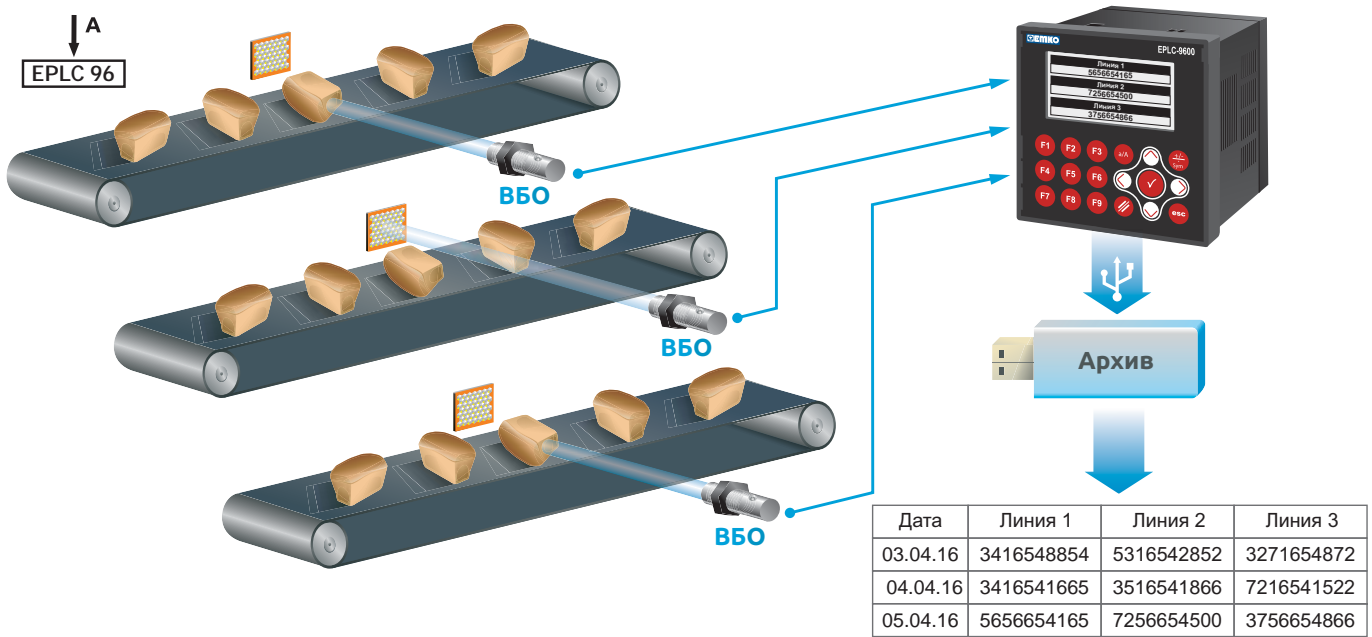 A
EPLC 96
ВБО
ВБО
ВБО
EMKO
EPLC-9600
Линия 1
5656654165
Линия 2
7256654500
Линия 3
3756654866
F1 F2 F3 a/A +/- Sym
F4 F5 F6
F7 F8 F9 esc
Архив
Дата Линия 1 Линия 2 Линия 3
03.04.16 3416548854 5316542852 3271654872
04.04.16 3416541665 3516541866 7216541522
05.04.16 5656654165 7256654500 3756654866